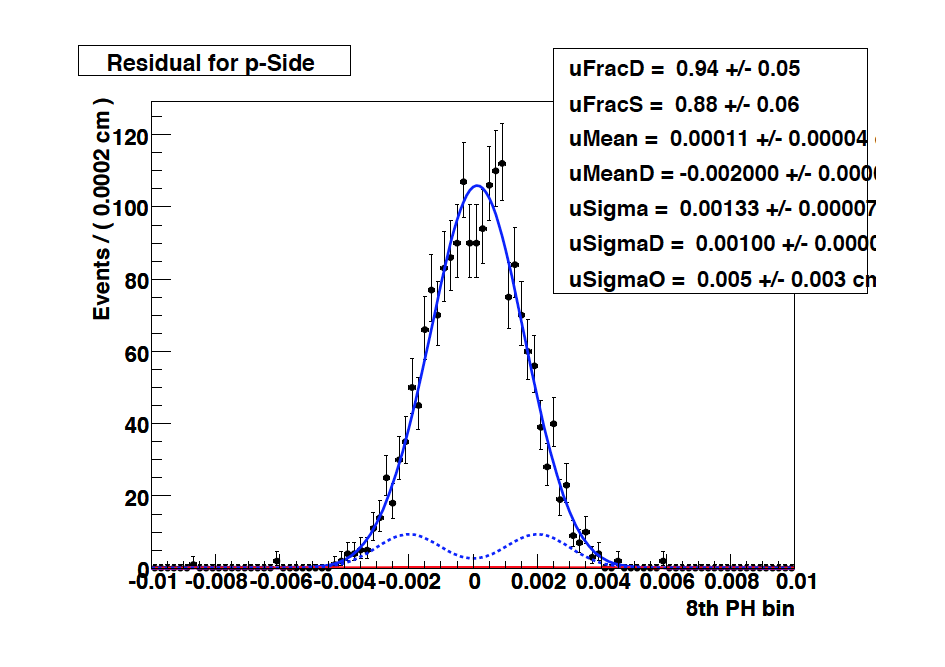 Residual for p-Side
uFracD = 0.94 +/- 0.05
uFracS = 0.88 +/- 0.06
uMean = 0.00011 +/- 0.00004
uMeanD = -0.002000 +/- 0.000
uSigma = 0.00133 +/- 0.00007
uSigmaD = 0.00100 +/- 0.000
uSigmaO = 0.005 +/- 0.003 cm
Events / ( 0.0002 cm )
120
100
80
60
40
20
0
-0.01 -0.008 -0.006 -0.004 -0.002 0 0.002 0.004 0.006 0.008 0.01
8th PH bin